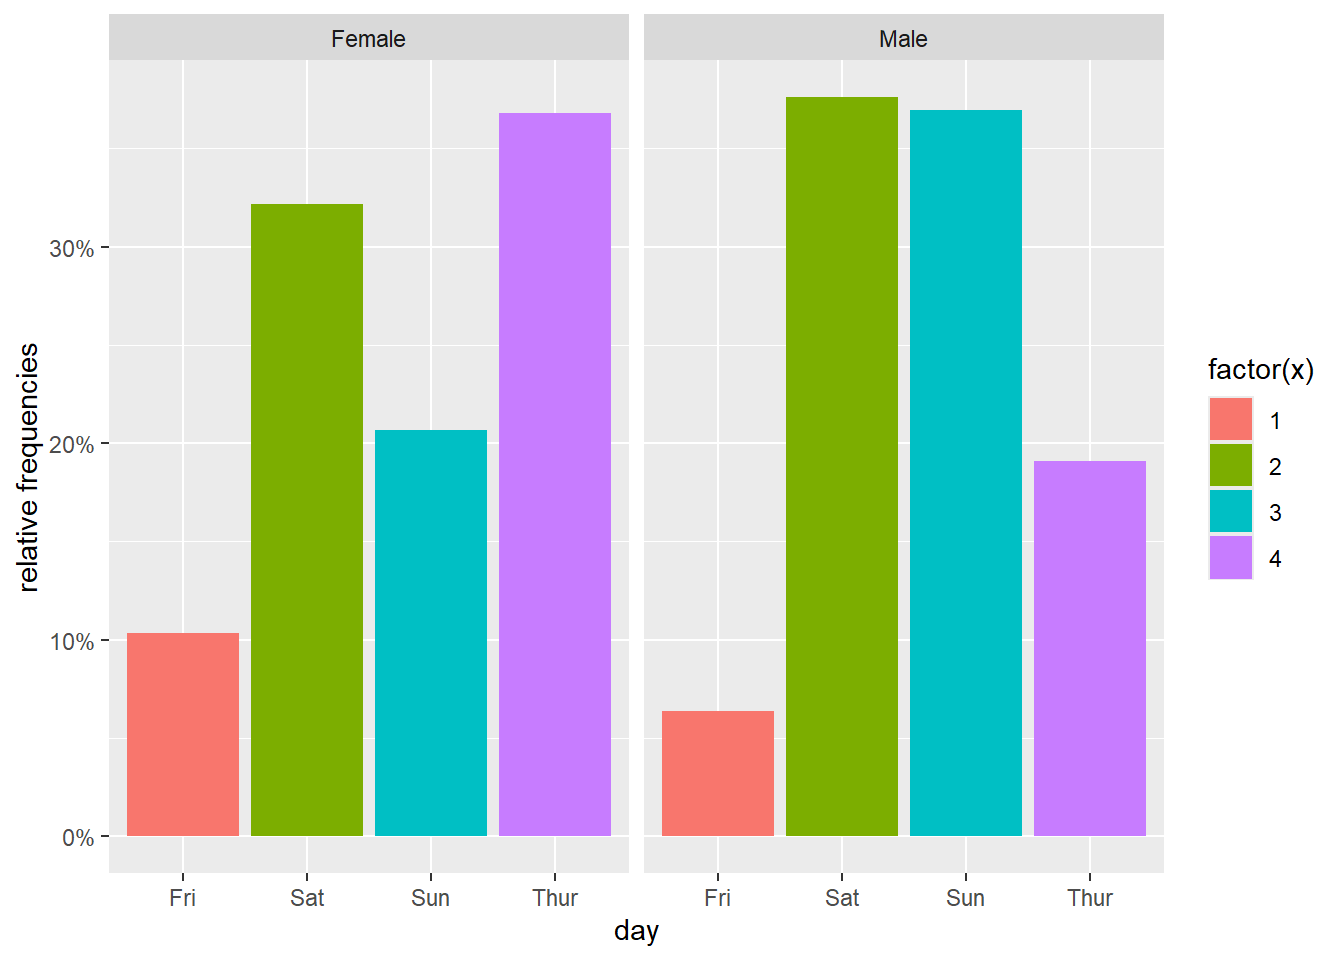 Female
Male
relative frequencies
30%
20%
10%
0%
Fri
Sat
Sun
Thur
Fri
Sat
Sun
Thur
day
factor(x)
1
2
3
4